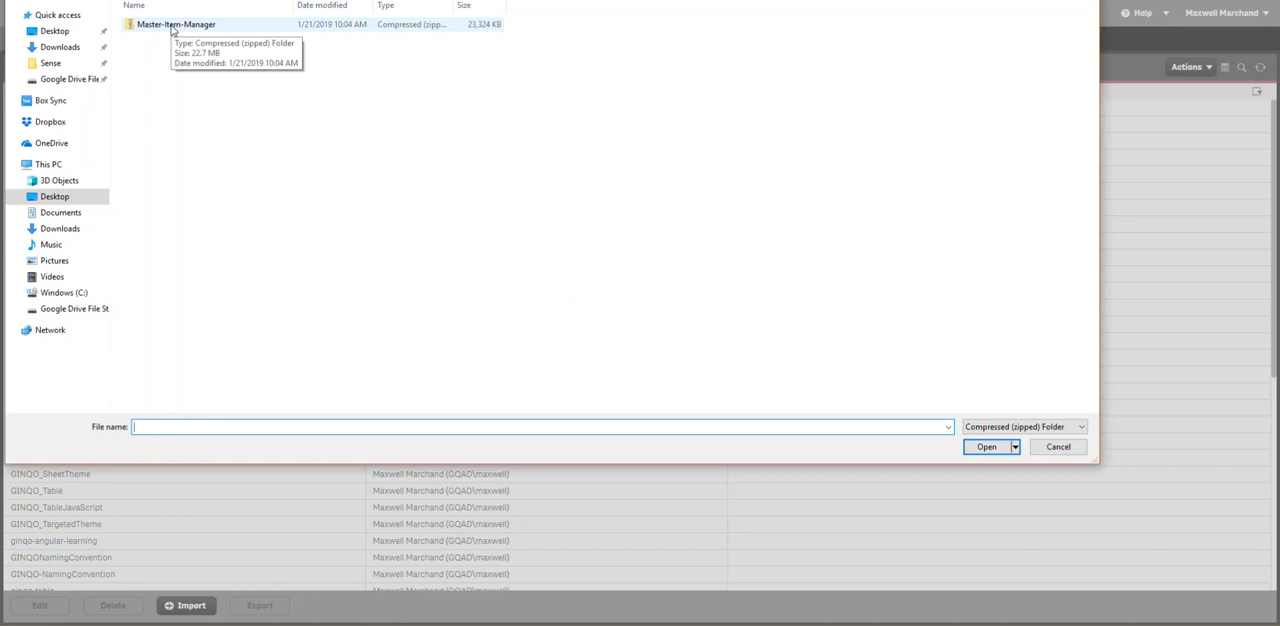 Name Date modified Type Size
Quick access
Desktop
Downloads
Sense
Google Drive File
Box Sync
Dropbox
OneDrive
This PC
3D Objects
Desktop
Documents
Downloads
Music
Pictures
Videos
Windows (C:)
Google Drive File St
Network
Master-Item-Manager 1/21/2019 10:04 AM Compressed (zipp... 23,324 KB
Type: Compressed (zipped) Folder
Size: 22.7 MB
Date modified: 1/21/2019 10:04 AM
Help Maxwell Marchand
Actions
File name: Compressed (zipped) Folder
Open Cancel
GINQO_SheetTheme Maxwell Marchand (GQAD\maxwell)
GINQO_Table Maxwell Marchand (GQAD\maxwell)
GINQO_TableJavaScript Maxwell Marchand (GQAD\maxwell)
GINQO_TargetedTheme Maxwell Marchand (GQAD\maxwell)
ginqo-angular-learning Maxwell Marchand (GQAD\maxwell)
GINQONamingConvention Maxwell Marchand (GQAD\maxwell)
GINQO-NamingConvention Maxwell Marchand (GQAD\maxwell)
Maxwell Marchand (GQAD\maxwell)
Edit Delete Import Export